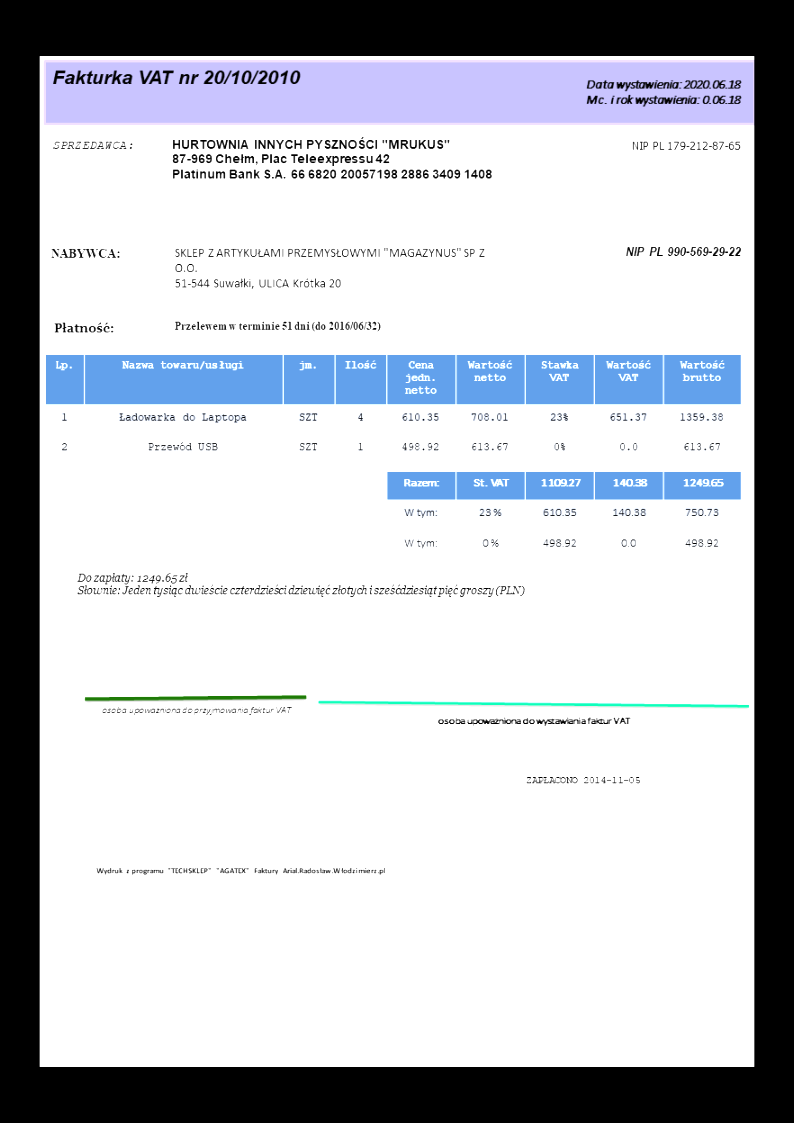 Fakturka VAT nr 20/10/2010
Data wystawienia: 2020.06.18
Mc. i rok wystawienia: 0.06.18
SPRZEDAWCA:
HURTOWNIA INNYCH PYSZNOŚCI "MRUKUS"
87-969 Chełm, Plac Teleexpressu 42
Platinum Bank S.A. 66 6820 20057198 2886 3409 1408
NIP PL 179-212-87-65
NABYWCA:
SKLEP Z ARTYKUŁAMI PRZEMYSŁOWYMI "MAGAZYNUS" SP Z
O.O.
51-544 Suwałki, ULICA Krótka 20
NIP PL 990-569-29-22
Płatność:
Przelewem w terminie 51 dni (do 2016/06/32)
Lp. Nazwa towaru/usługi jm. Ilość Cena jedn. netto Wartość netto Stawka VAT Wartość VAT Wartość brutto
1 Ładowarka do Laptopa SZT 4 610.35 708.01 23% 651.37 1359.38
2 Przewód USB SZT 1 498.92 613.67 0% 0.0 613.67
Razem: St. VAT 1109.27 140.38 1249.65
W tym: 23 % 610.35 140.38 750.73
W tym: 0 % 498.92 0.0 498.92
Do zapłaty: 1249.65 zł
Słownie: Jeden tysiąc dwieście czterdzieści dziewięć złotych i sześćdziesiąt pięć groszy (PLN)
osoba upoważniona do przyjmowania faktur VAT
osoba upoważniona do wystawiania faktur VAT
ZAPŁACONO 2014-11-05
Wydruk z programu "TECHSKLEP" "AGATEX" Faktury Arial.Radosław.Włodzimierz.pl